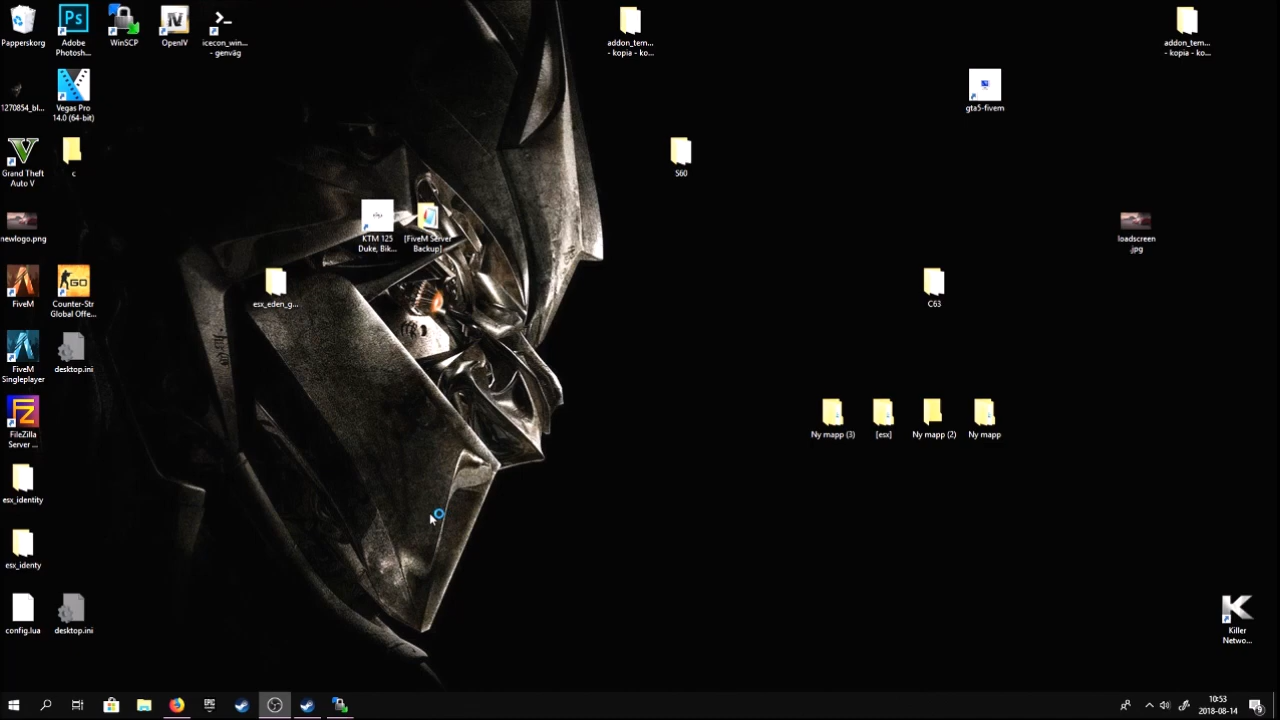 Papperskorg
Adobe
Photosh...
WinSCP
OpenIV
icecon_win...
- genväg
addon_tem...
- kopia - ko...
addon_tem...
- kopia - ko...
1270854_bl...
Vegas Pro
14.0 (64-bit)
gta5-fivem
Grand Theft
Auto V
c
S60
newlogo.png
KTM 125
Duke, Bik...
[FiveM Server
Backup]
loadscreen
.jpg
FiveM
Counter-Str
Global Offe...
esx_eden_g...
C63
FiveM
Singleplayer
desktop.ini
FileZilla
Server ...
Ny mapp (3)
[esx]
Ny mapp (2)
Ny mapp
esx_identity
esx_identy
config.lua
desktop.ini
Killer
Netwo...
10:53
2018-08-14